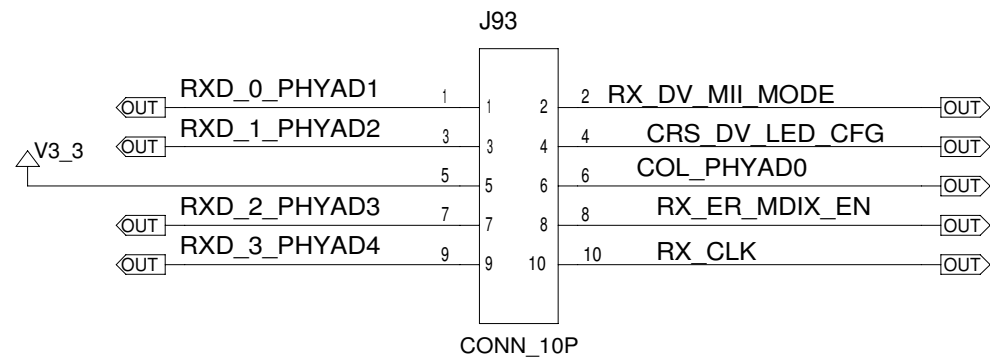 J93
OUT RXD_0_PHYAD1 1 1 2 2 RX_DV_MII_MODE OUT
OUT RXD_1_PHYAD2 3 3 4 4 CRS_DV_LED_CFG OUT
V3_3 5 5 6 6 COL_PHYAD0 OUT
OUT RXD_2_PHYAD3 7 7 8 8 RX_ER_MDIX_EN OUT
OUT RXD_3_PHYAD4 9 9 10 10 RX_CLK OUT
CONN_10P